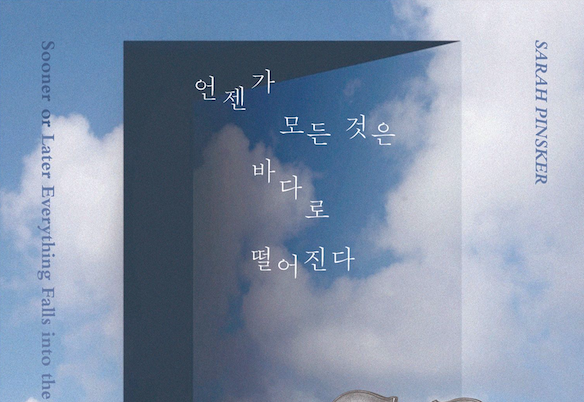 Sooner or Later Everything Falls into the
언젠가
모든 것은
바다로
떨어진다
SARAH PINSKER